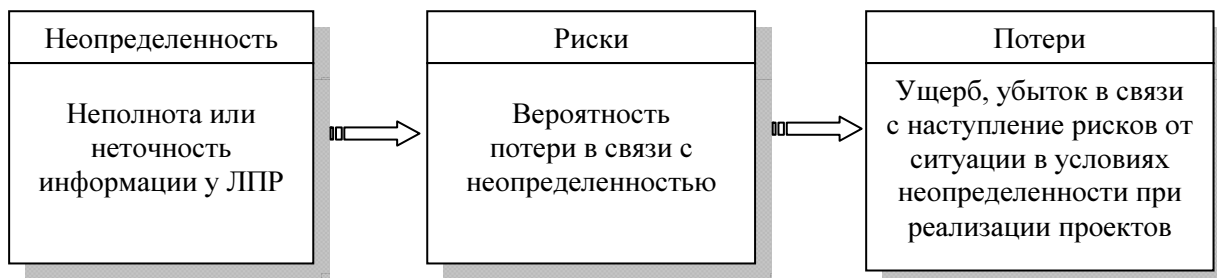 Неопределенность
Неполнота или
неточность
информации у ЛПР
Риски
Вероятность
потери в связи с
неопределенностью
Потери
Ущерб, убыток в связи
с наступление рисков от
ситуации в условиях
неопределенности при
реализации проектов